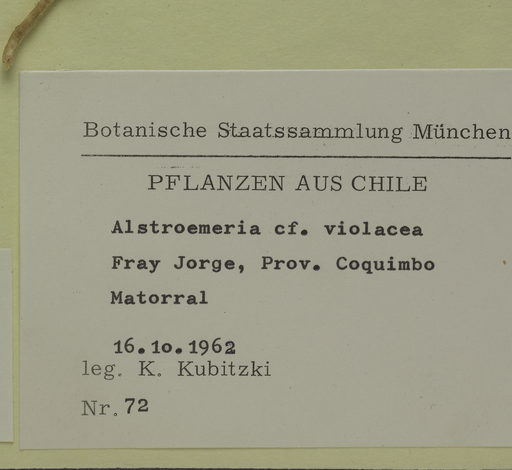 Botanische Staatssammlung München
PFLANZEN AUS CHILE
Alstroemeria cf. violacea
Fray Jorge, Prov. Coquimbo
Matorral
16.1o.1962
leg. K. Kubitzki
Nr. 72